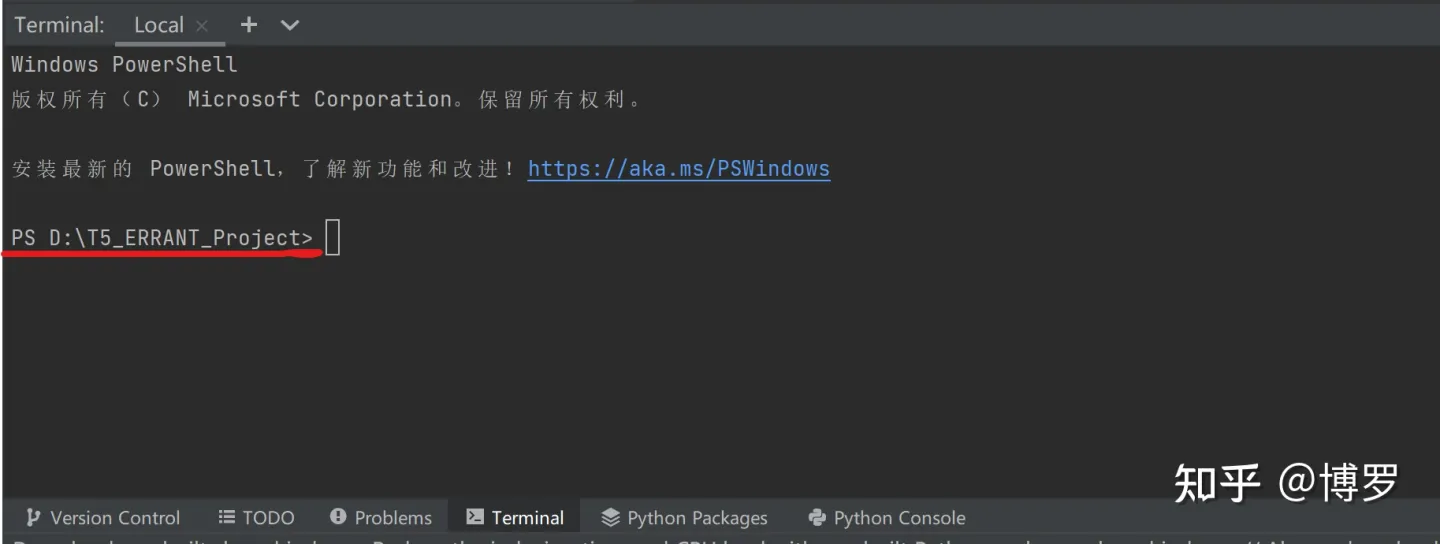 Terminal: Local × + 
Windows PowerShell
版权所有（C） Microsoft Corporation。保留所有权利。
安装最新的 PowerShell，了解新功能和改进！https://aka.ms/PSWindows
PS D:\T5_ERRANT_Project>
知乎 @博罗
Version Control TODO Problems Terminal Python Packages Python Console